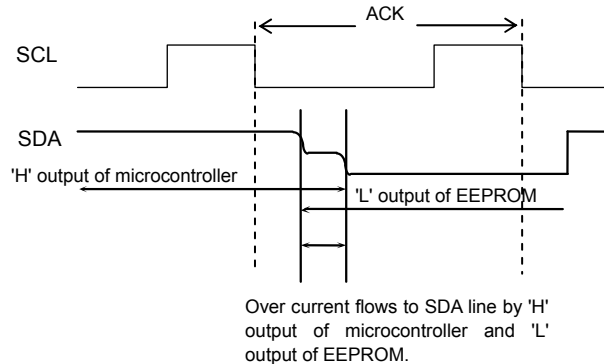 ACK
SCL
SDA
'H' output of microcontroller
'L' output of EEPROM
Over current flows to SDA line by 'H'
output of microcontroller and 'L'
output of EEPROM.